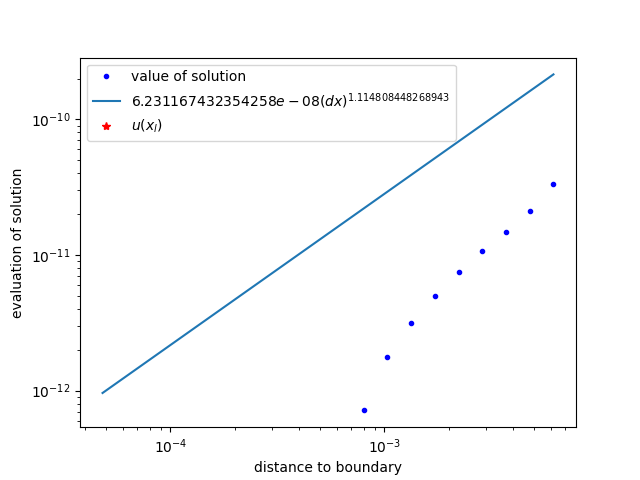 value of solution
6.231167432354258e − 08(dx)^1.114808448268943
u(x_l)
10^−10
10^−11
10^−12
evaluation of solution
10^−4
10^−3
distance to boundary